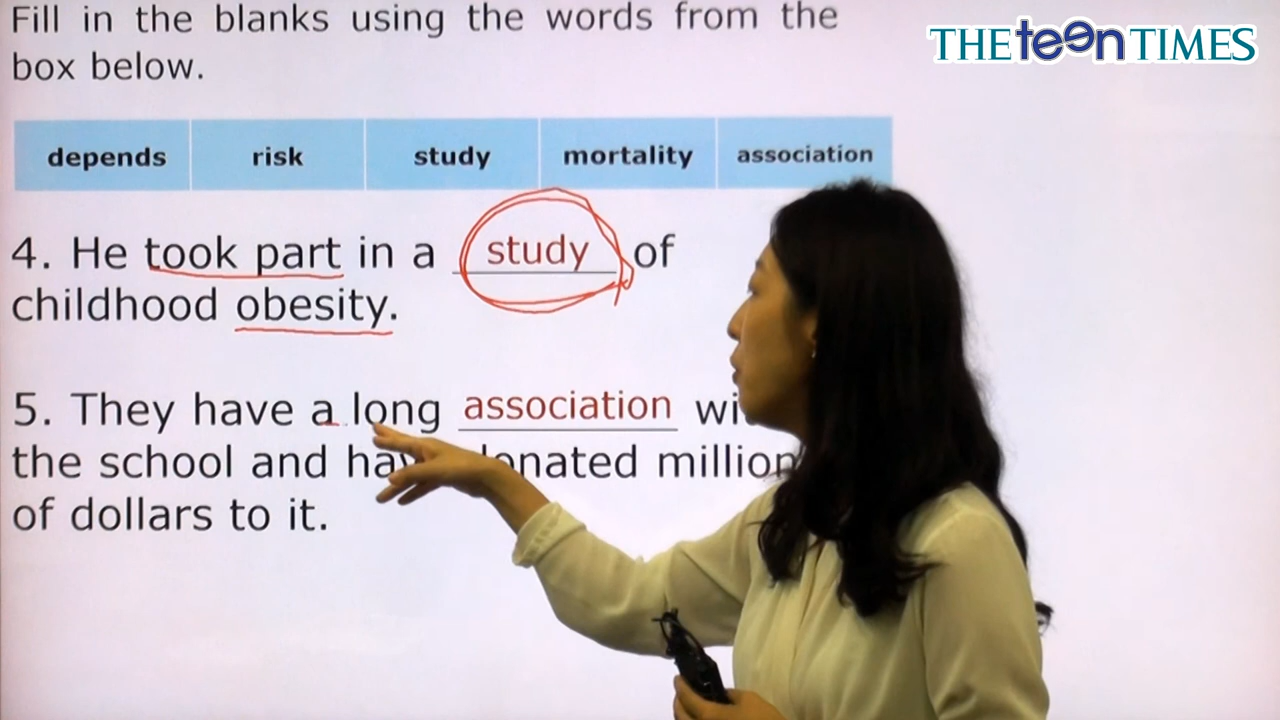 Fill in the blanks using the words from the
THE teen TIMES
box below.
depends risk study mortality association
4. He took part in a study of
childhood obesity.
5. They have a long association
the school and donated
of dollars to it.